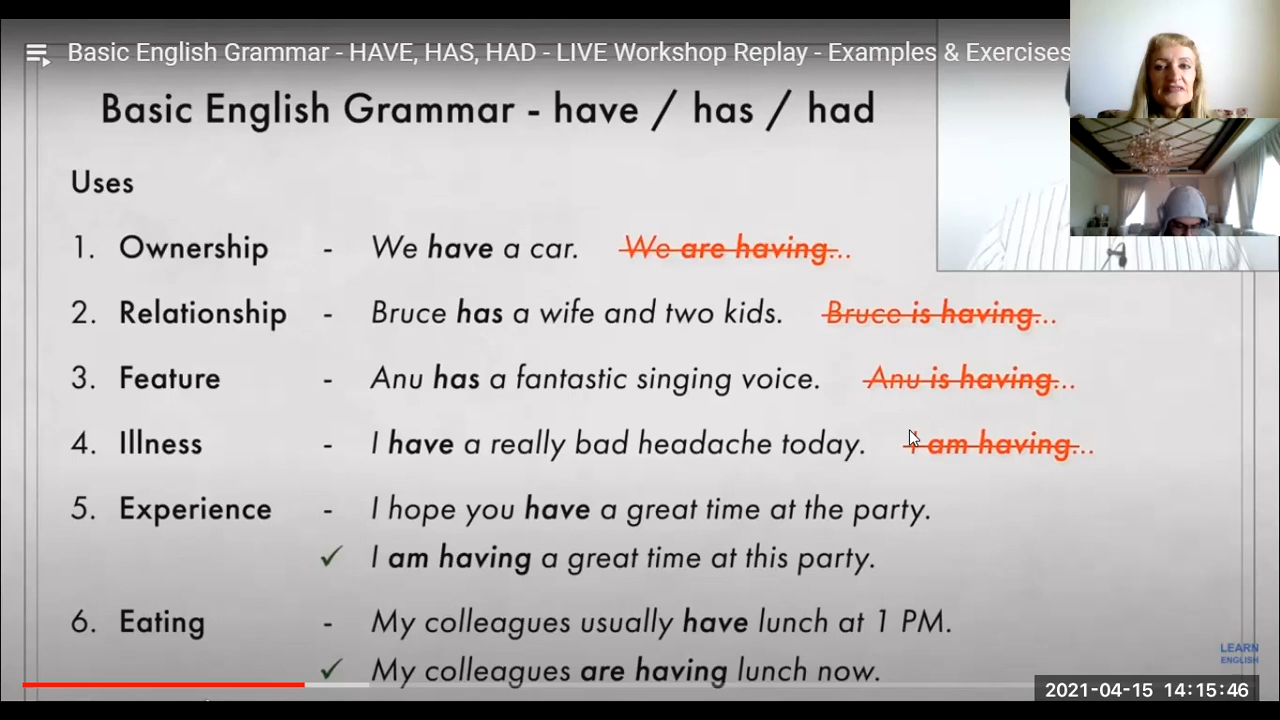 Basic English Grammar - HAVE, HAS, HAD - LIVE Workshop Replay - Examples & Exercises
Basic English Grammar - have / has / had
Uses
1. Ownership - We have a car. We are having...
2. Relationship - Bruce has a wife and two kids. Bruce is having...
3. Feature - Anu has a fantastic singing voice. Anu is having...
4. Illness - I have a really bad headache today. I am having...
5. Experience - I hope you have a great time at the party.
✓ I am having a great time at this party.
6. Eating - My colleagues usually have lunch at 1 PM.
✓ My colleagues are having lunch now.
LEARN
ENGLISH
2021-04-15 14:15:46